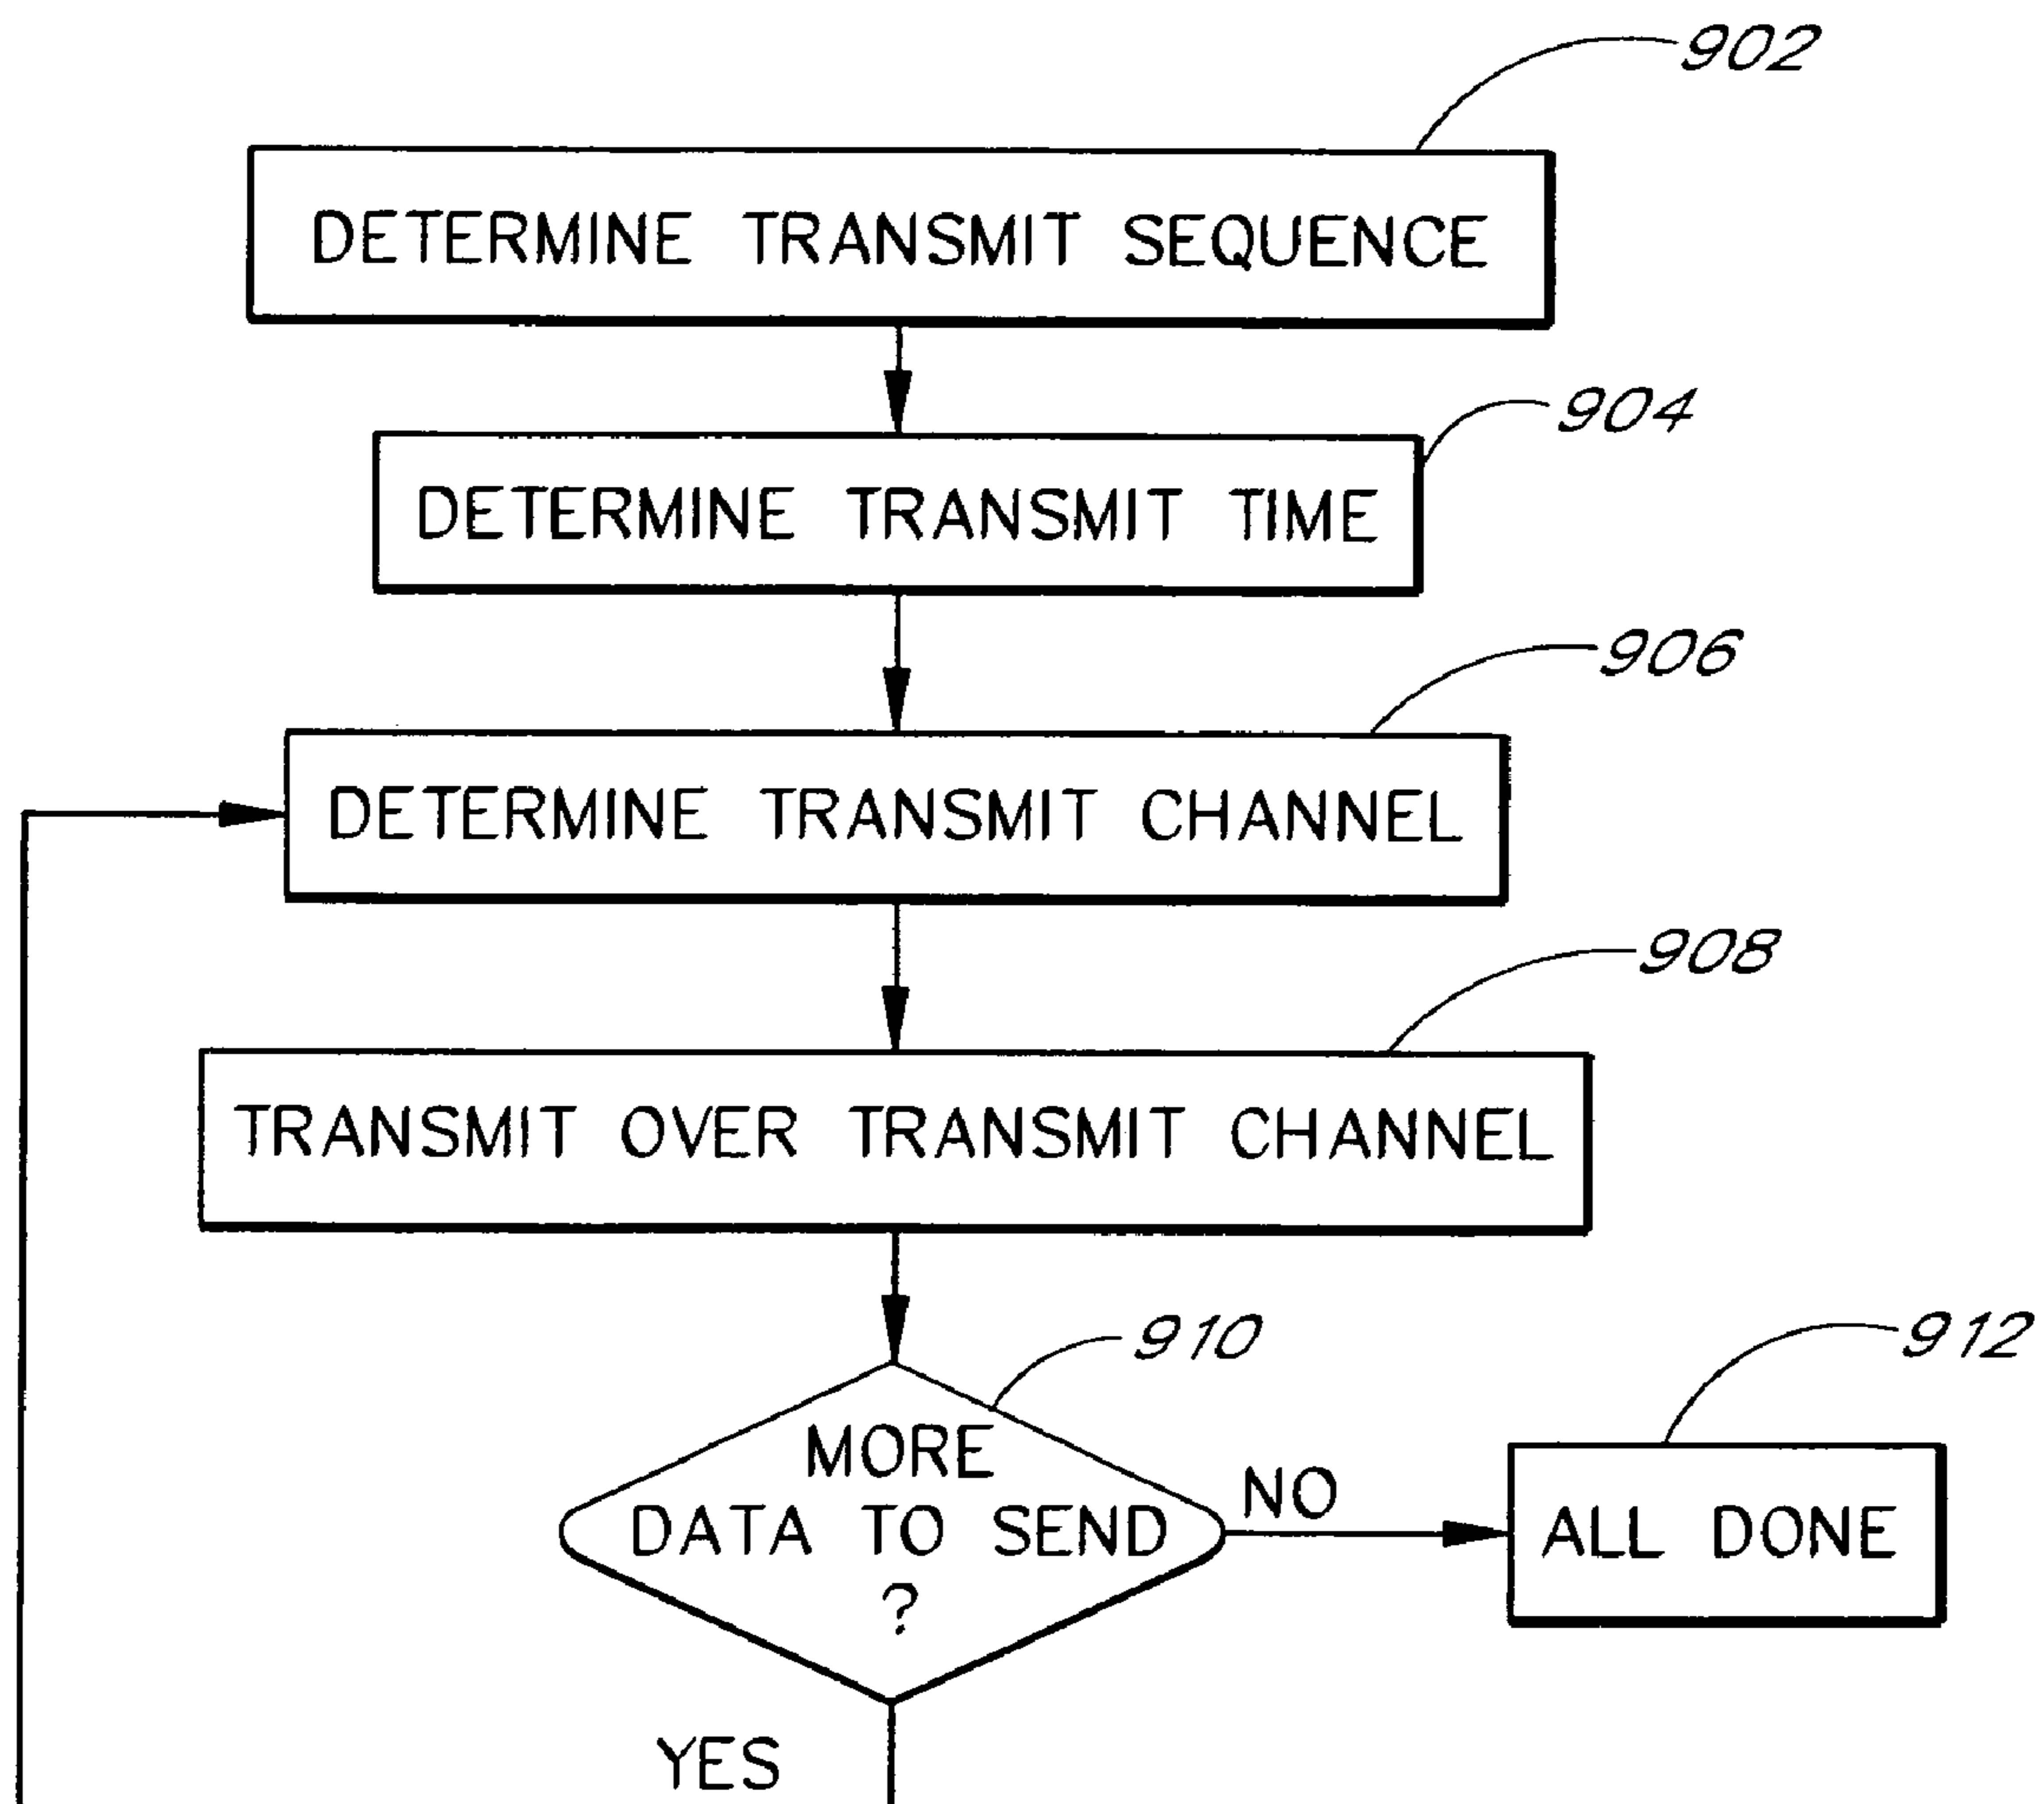 902
DETERMINE TRANSMIT SEQUENCE
904
DETERMINE TRANSMIT TIME
906
DETERMINE TRANSMIT CHANNEL
908
TRANSMIT OVER TRANSMIT CHANNEL
910
912
MORE
DATA TO SEND
?
NO
ALL DONE
YES